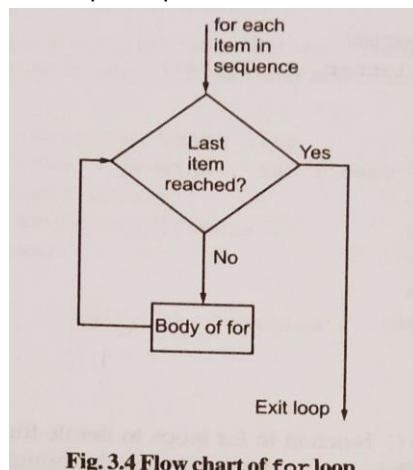 for each
item in
sequence
Last
item
reached?
Yes
No
Body of for
Exit loop
Fig. 3.4 Flow chart of for loop